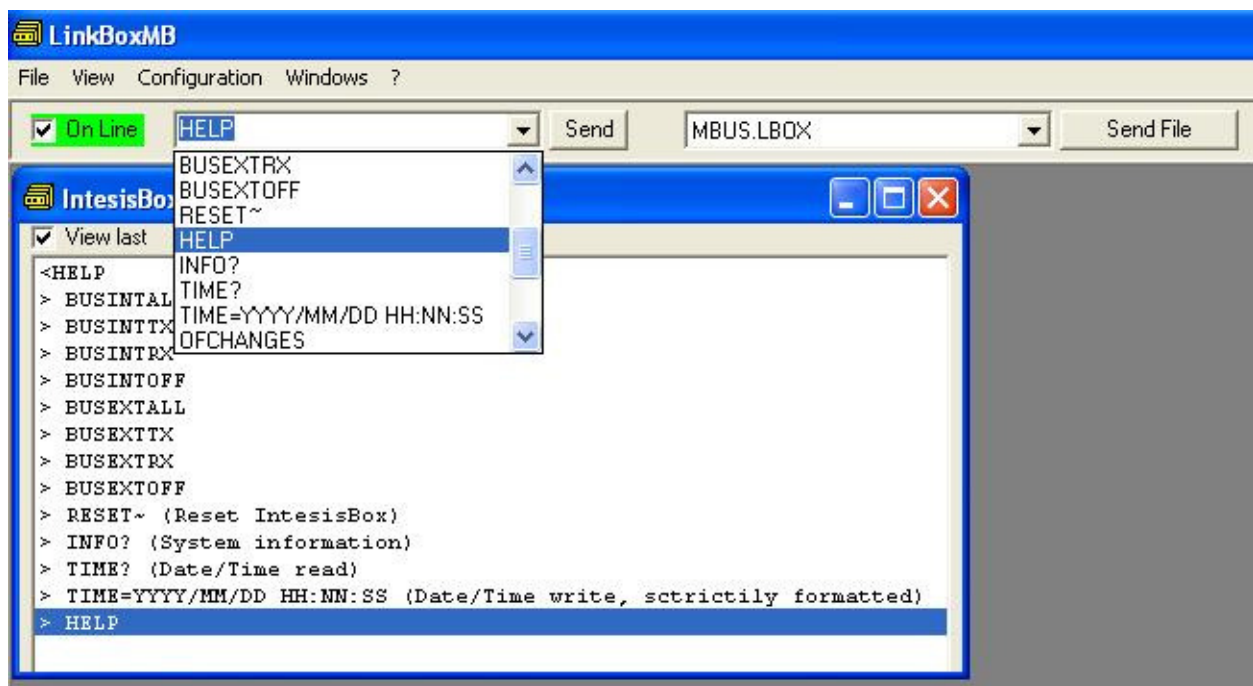 LinkBoxMB
File View Configuration Windows ?
On Line HELP Send MBUS.LBOX Send File
BUSEXTRX
BUSEXTOFF
RESET~
HELP
INFO?
TIME?
TIME=YYYY/MM/DD HH:NN:SS
OFCHANGES
View last
<HELP
> BUSINTAL
> BUSINTTX
> BUSINTRX
> BUSINTOFF
> BUSEXTALL
> BUSEXTTX
> BUSEXTRX
> BUSEXTOFF
> RESET~ (Reset IntesisBox)
> INFO? (System information)
> TIME? (Date/Time read)
> TIME=YYYY/MM/DD HH:NN:SS (Date/Time write, sctrictily formatted)
> HELP